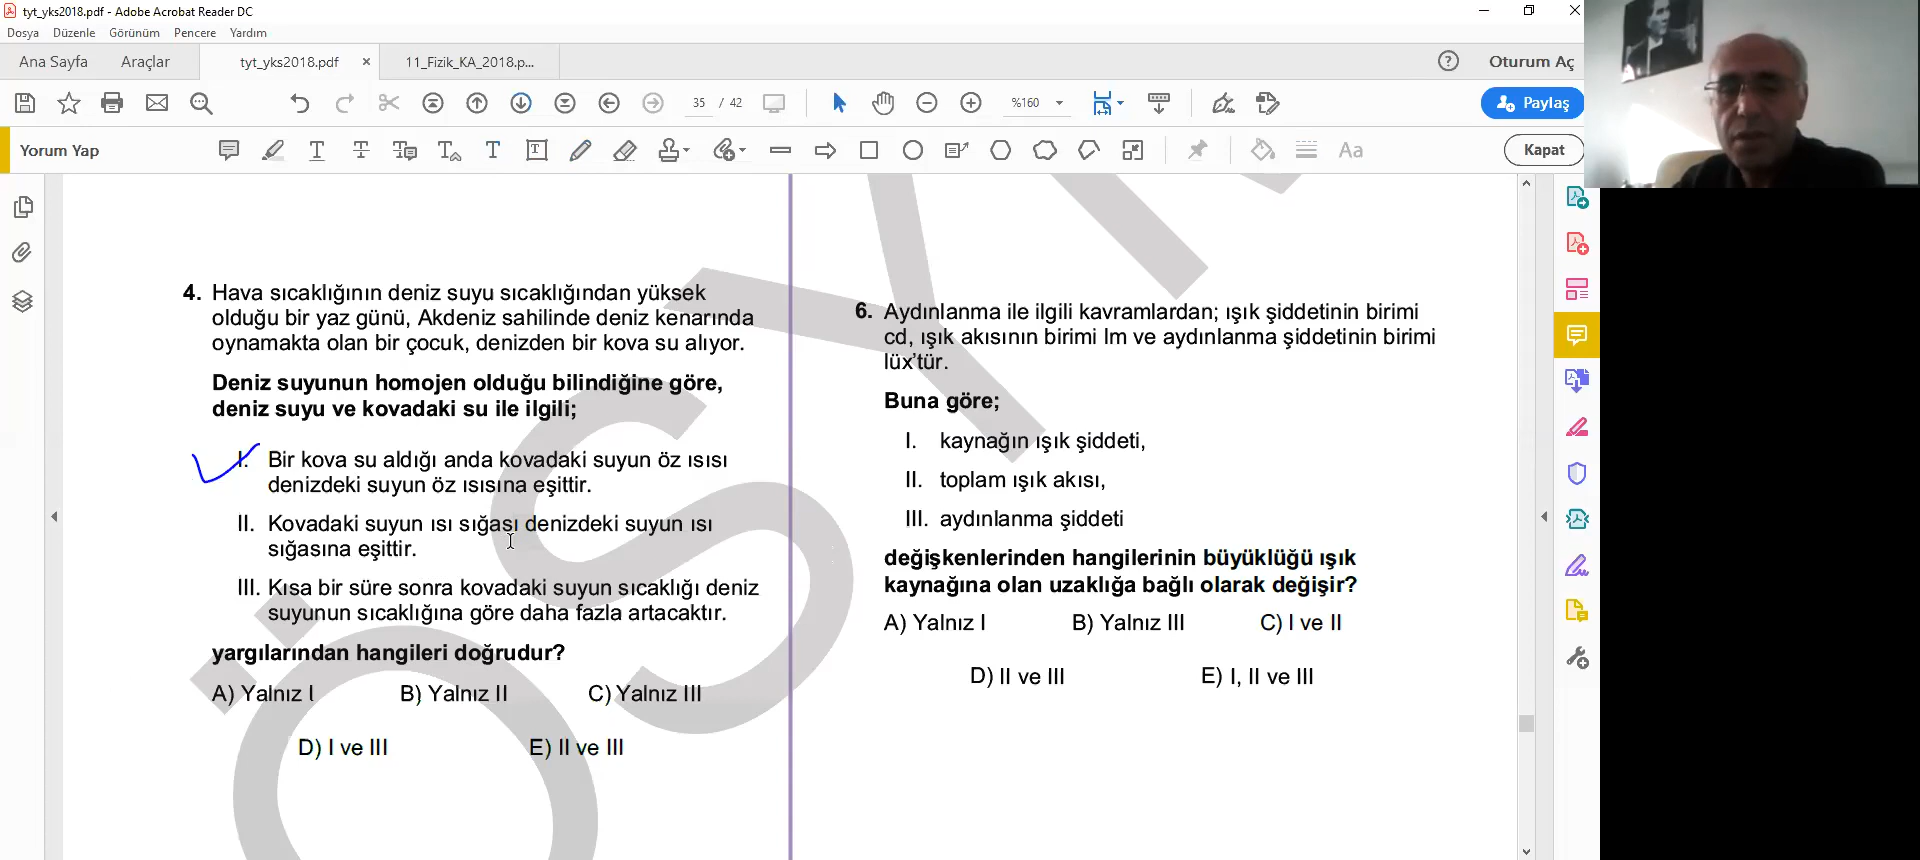 tyt_yks2018.pdf - Adobe Acrobat Reader DC
Dosya Düzenle Görünüm Pencere Yardım
Ana Sayfa Araçlar tyt_yks2018.pdf × 11_Fizik_KA_2018.p... ? Oturum Aç
35 / 42 %160 Paylaş
Yorum Yap Aa Kapat
4. Hava sıcaklığının deniz suyu sıcaklığından yüksek
olduğu bir yaz günü, Akdeniz sahilinde deniz kenarında
oynamakta olan bir çocuk, denizden bir kova su alıyor.
Deniz suyunun homojen olduğu bilindiğine göre,
deniz suyu ve kovadaki su ile ilgili;
I. Bir kova su aldığı anda kovadaki suyun öz ısısı
denizdeki suyun öz ısısına eşittir.
II. Kovadaki suyun ısı sığası denizdeki suyun ısı
sığasına eşittir.
III. Kısa bir süre sonra kovadaki suyun sıcaklığı deniz
suyunun sıcaklığına göre daha fazla artacaktır.
yargılarından hangileri doğrudur?
A) Yalnız I B) Yalnız II C) Yalnız III
D) I ve III E) II ve III
6. Aydınlanma ile ilgili kavramlardan; ışık şiddetinin birimi
cd, ışık akısının birimi lm ve aydınlanma şiddetinin birimi
lüx’tür.
Buna göre;
I. kaynağın ışık şiddeti,
II. toplam ışık akısı,
III. aydınlanma şiddeti
değişkenlerinden hangilerinin büyüklüğü ışık
kaynağına olan uzaklığa bağlı olarak değişir?
A) Yalnız I B) Yalnız III C) I ve II
D) II ve III E) I, II ve III
ÖSYM